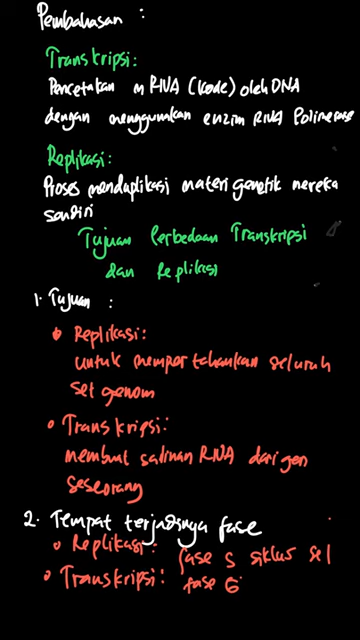 Pembahasan :
Transkripsi :
Pencetakan mRNA (kode) oleh DNA
dengan menggunakan enzim RNA Polimerase
Replikasi :
Proses menduplikasi materi genetik mereka
sendiri
Tujuan Perbedaan Transkripsi
dan Replikasi
1. Tujuan :
• Replikasi :
untuk mempertahankan seluruh
set genom
• Transkripsi :
membuat salinan RNA dari gen
seseorang
2. Tempat terjadinya fase
• Replikasi : fase S siklus sel
• Transkripsi : fase G